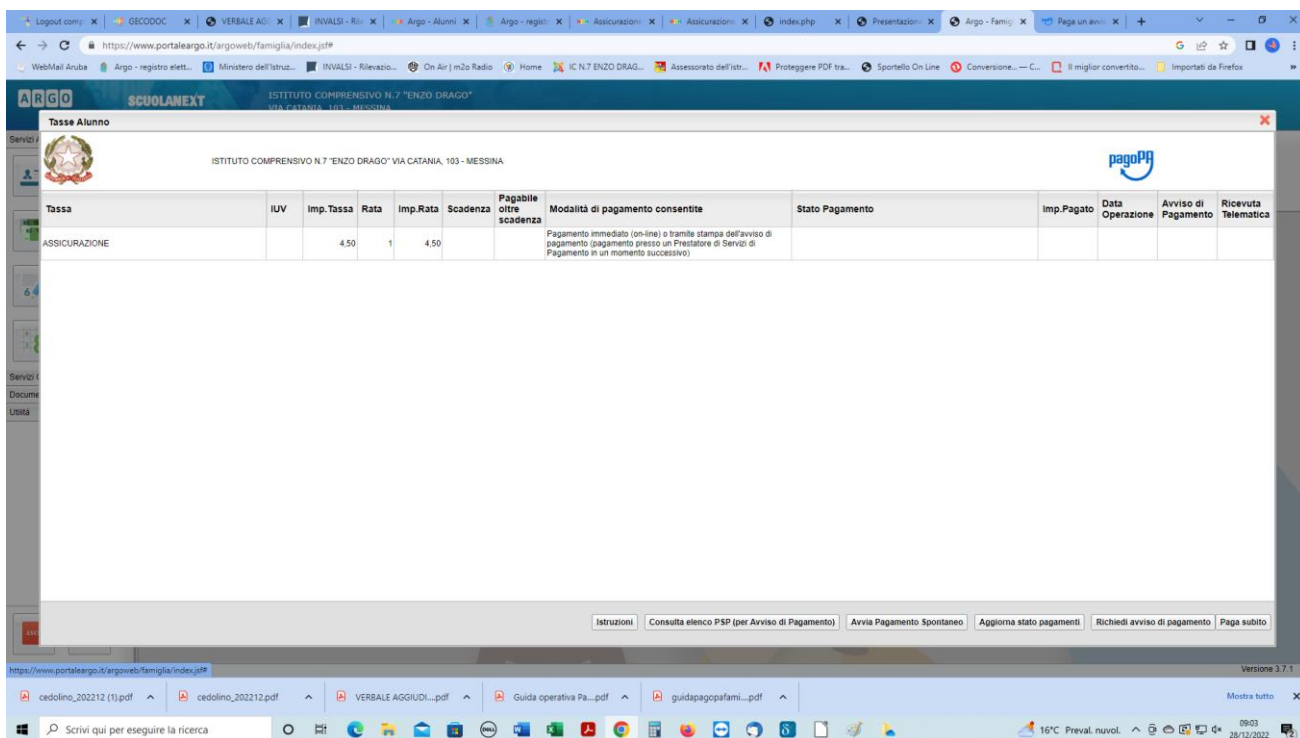 Logout comp
GECODOC
VERBALE AGG
INVALSI - Rile
Argo - Alunni
Argo - registr
Assicurazione
Assicurazione
index.php
Presentazione
Argo - Famig
Paga un avvis
https://www.portaleargo.it/argoweb/famiglia/index.jsf#
WebMail Aruba
Argo - registro elett...
Ministero dell'Istruz...
INVALSI - Rilevazio...
On Air | m2o Radio
Home
IC N.7 ENZO DRAG...
Assessorato dell'istr...
Proteggere PDF tra...
Sportello On Line
Conversione... — C...
Il miglior convertito...
Importati da Firefox
ARGO
SCUOLANEXT
ISTITUTO COMPRENSIVO N.7 "ENZO DRAGO"
VIA CATANIA, 103 - MESSINA
Tasse Alunno
Servizi
ISTITUTO COMPRENSIVO N.7 "ENZO DRAGO" VIA CATANIA, 103 - MESSINA
pagoPA
Tassa IUV Imp.Tassa Rata Imp.Rata Scadenza Pagabile oltre scadenza Modalità di pagamento consentite Stato Pagamento Imp.Pagato Data Operazione Avviso di Pagamento Ricevuta Telematica
ASSICURAZIONE 4,50 1 4,50 Pagamento immediato (on-line) o tramite stampa dell'avviso di
pagamento (pagamento presso un Prestatore di Servizi di
Pagamento in un momento successivo)
Servizi
Docume
Utilità
Istruzioni
Consulta elenco PSP (per Avviso di Pagamento)
Avvia Pagamento Spontaneo
Aggiorna stato pagamenti
Richiedi avviso di pagamento
Paga subito
https://www.portaleargo.it/argoweb/famiglia/index.jsf#
Versione 3.7.1
cedolino_202212 (1).pdf
cedolino_202212.pdf
VERBALE AGGIUDI....pdf
Guida operativa Pa....pdf
guidapagopafami....pdf
Mostra tutto
Scrivi qui per eseguire la ricerca
16°C Preval. nuvol.
09:03
28/12/2022